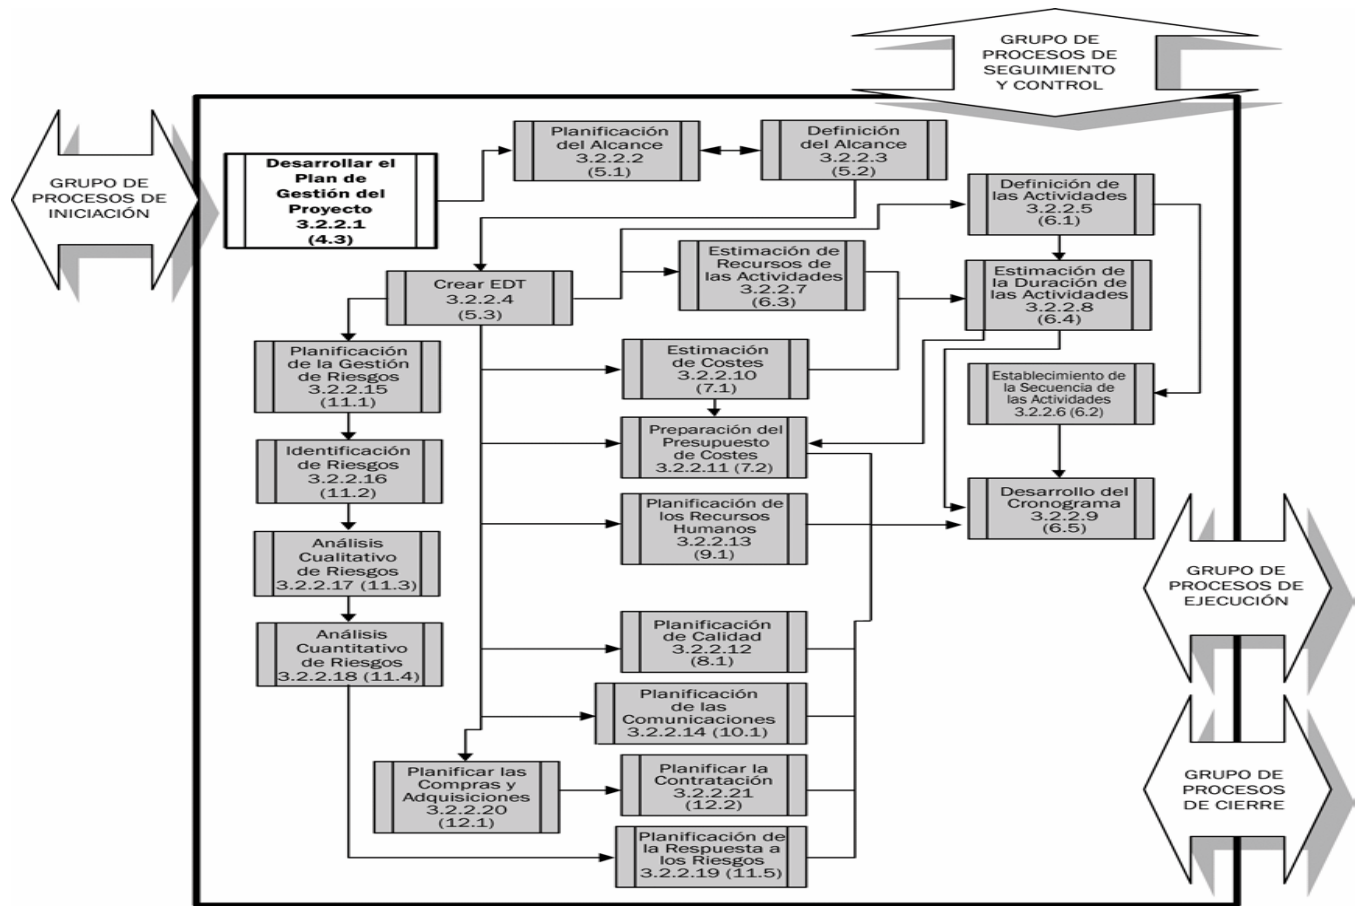 GRUPO DE
PROCESOS DE
SEGUIMIENTO
Y CONTROL
GRUPO DE
PROCESOS DE
INICIACIÓN
Desarrollar el
Plan de
Gestión del
Proyecto
3.2.2.1
(4.3)
Planificación
del Alcance
3.2.2.2
(5.1)
Definición
del Alcance
3.2.2.3
(5.2)
Definición de
las Actividades
3.2.2.5
(6.1)
Crear EDT
3.2.2.4
(5.3)
Estimación de
Recursos de
las Actividades
3.2.2.7
(6.3)
Estimación de
la Duración de
las Actividades
3.2.2.8
(6.4)
Planificación
de la Gestión
de Riesgos
3.2.2.15
(11.1)
Estimación
de Costes
3.2.2.10
(7.1)
Establecimiento de
la Secuencia de
las Actividades
3.2.2.6 (6.2)
Identificación
de Riesgos
3.2.2.16
(11.2)
Preparación del
Presupuesto
de Costes
3.2.2.11 (7.2)
Desarrollo del
Cronograma
3.2.2.9
(6.5)
Análisis
Cualitativo
de Riesgos
3.2.2.17 (11.3)
Planificación de
los Recursos
Humanos
3.2.2.13
(9.1)
GRUPO DE
PROCESOS DE
EJECUCIÓN
Análisis
Cuantitativo
de Riesgos
3.2.2.18 (11.4)
Planificación
de Calidad
3.2.2.12
(8.1)
Planificación
de las
Comunicaciones
3.2.2.14 (10.1)
Planificar las
Compras y
Adquisiciones
3.2.2.20
(12.1)
Planificar la
Contratación
3.2.2.21
(12.2)
GRUPO DE
PROCESOS
DE CIERRE
Planificación de
la Respuesta a
los Riesgos
3.2.2.19 (11.5)